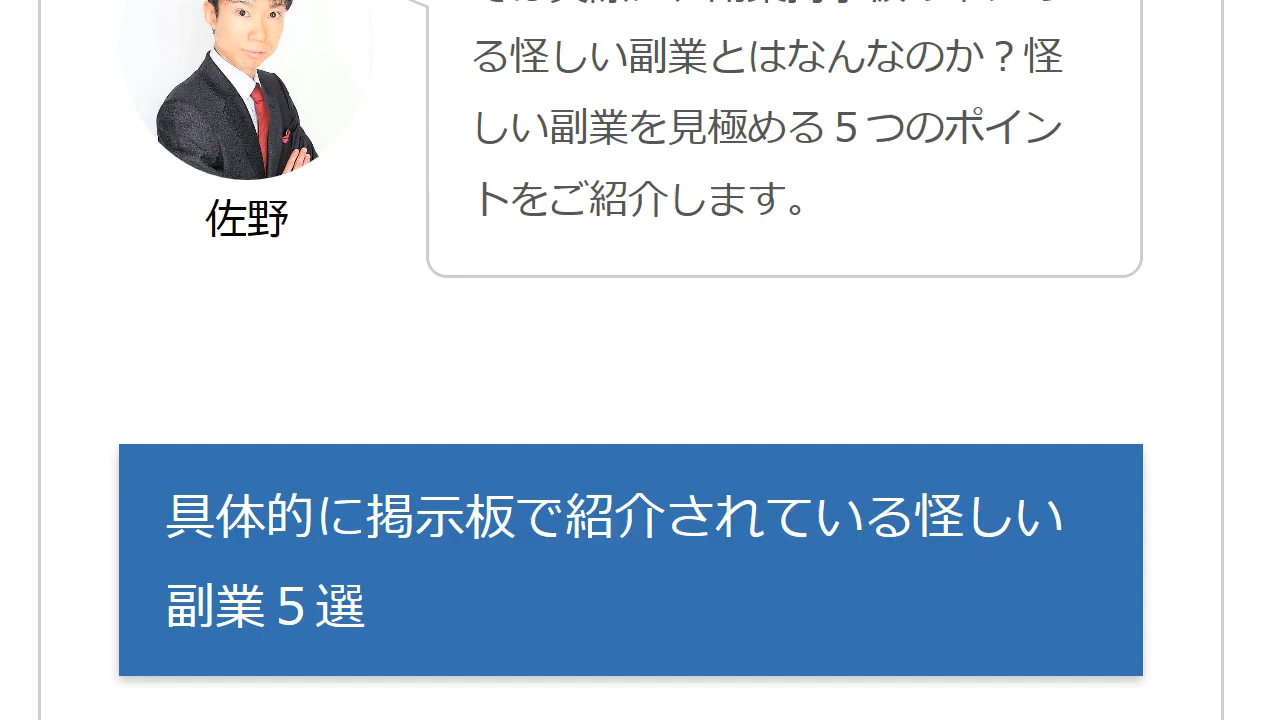 る怪しい副業とはなんなのか？怪
しい副業を見極める５つのポイン
トをご紹介します。
佐野
具体的に掲示板で紹介されている怪しい
副業５選